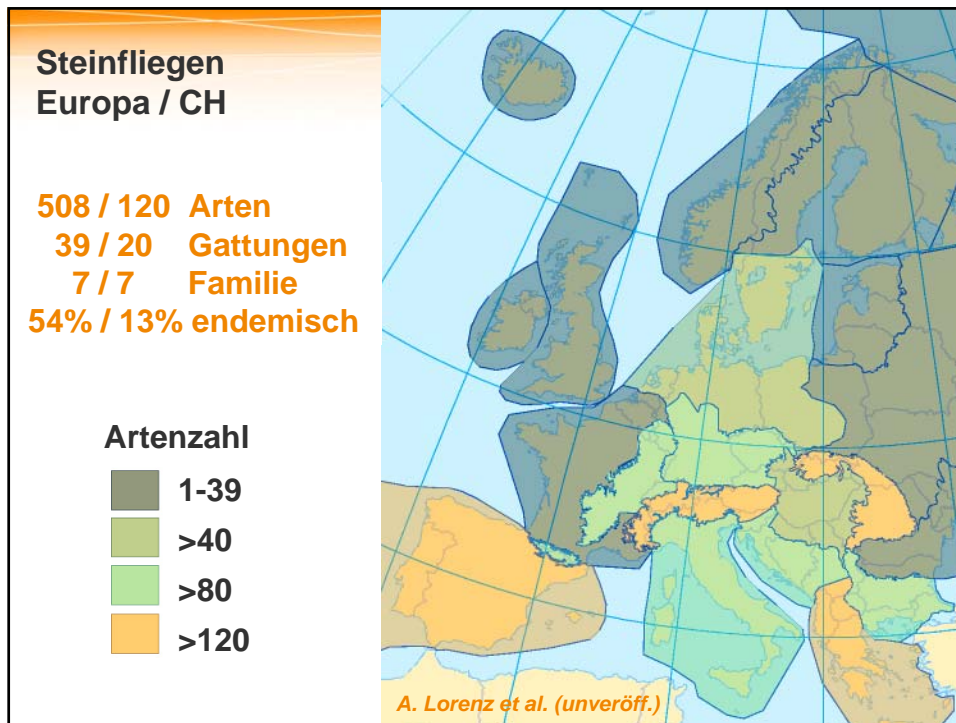 Steinfliegen
Europa / CH
508 / 120 Arten
39 / 20 Gattungen
7 / 7 Familie
54% / 13% endemisch
Artenzahl
1-39
>40
>80
>120
A. Lorenz et al. (unveröff.)